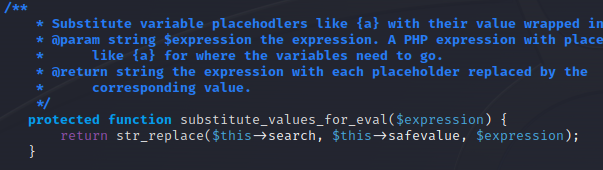 /**
 * Substitute variable placehodlers like {a} with their value wrapped in
 * @param string $expression the expression. A PHP expression with place
 *      like {a} for where the variables need to go.
 * @return string the expression with each placeholder replaced by the
 *      corresponding value.
 */
protected function substitute_values_for_eval($expression) {
    return str_replace($this->search, $this->safevalue, $expression);
}